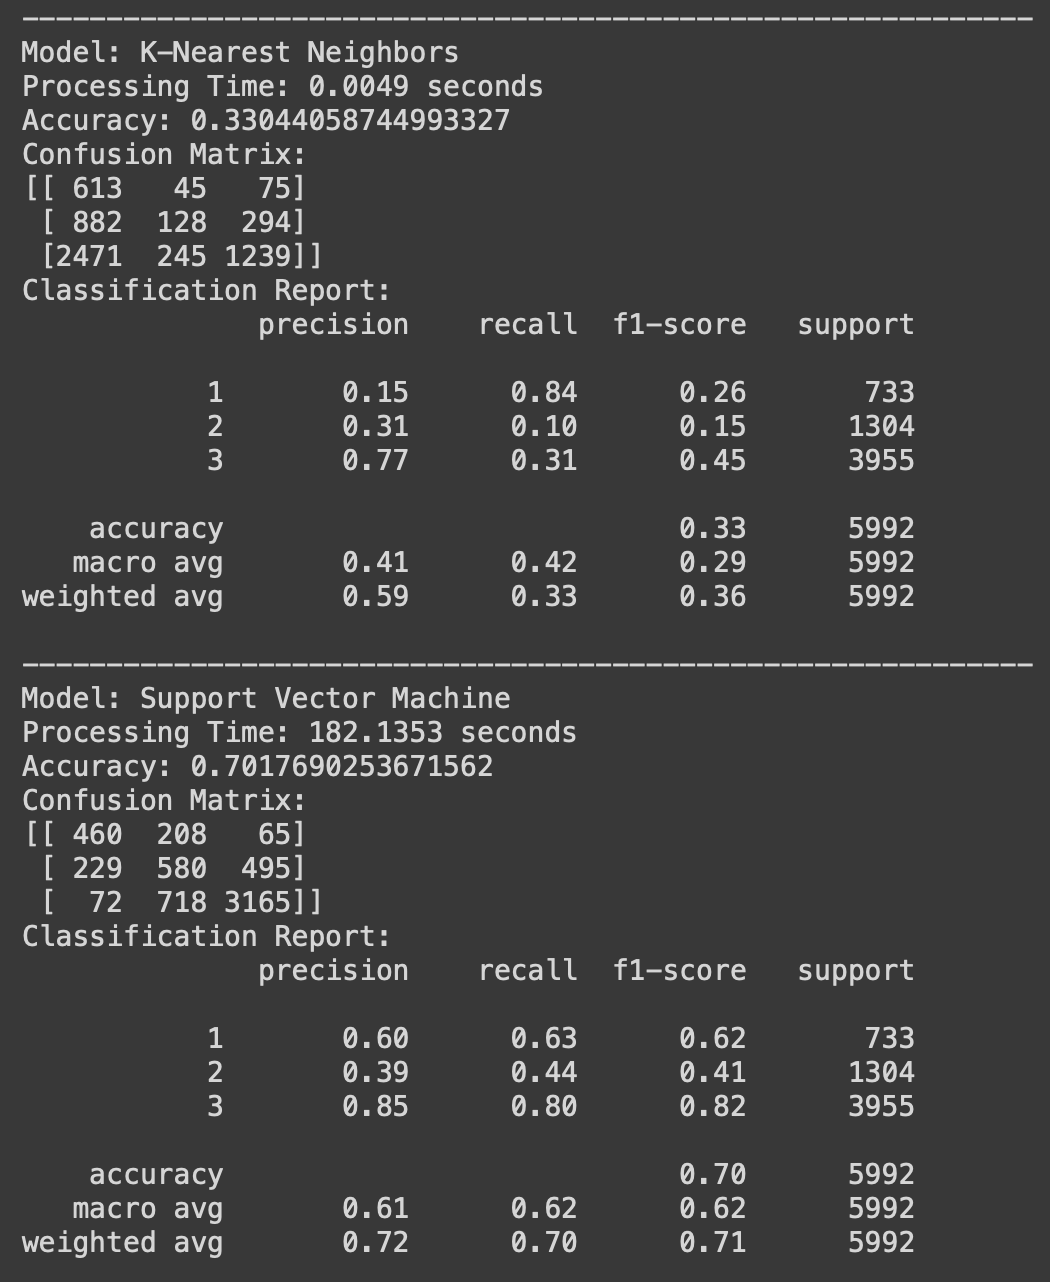 ------------------------------------------------------------
Model: K-Nearest Neighbors
Processing Time: 0.0049 seconds
Accuracy: 0.33044058744993327
Confusion Matrix:
[[ 613   45   75]
 [ 882  128  294]
 [2471  245 1239]]
Classification Report:
              precision    recall  f1-score   support

           1       0.15      0.84      0.26       733
           2       0.31      0.10      0.15      1304
           3       0.77      0.31      0.45      3955

    accuracy                           0.33      5992
   macro avg       0.41      0.42      0.29      5992
weighted avg       0.59      0.33      0.36      5992

------------------------------------------------------------
Model: Support Vector Machine
Processing Time: 182.1353 seconds
Accuracy: 0.7017690253671562
Confusion Matrix:
[[ 460  208   65]
 [ 229  580  495]
 [  72  718 3165]]
Classification Report:
              precision    recall  f1-score   support

           1       0.60      0.63      0.62       733
           2       0.39      0.44      0.41      1304
           3       0.85      0.80      0.82      3955

    accuracy                           0.70      5992
   macro avg       0.61      0.62      0.62      5992
weighted avg       0.72      0.70      0.71      5992